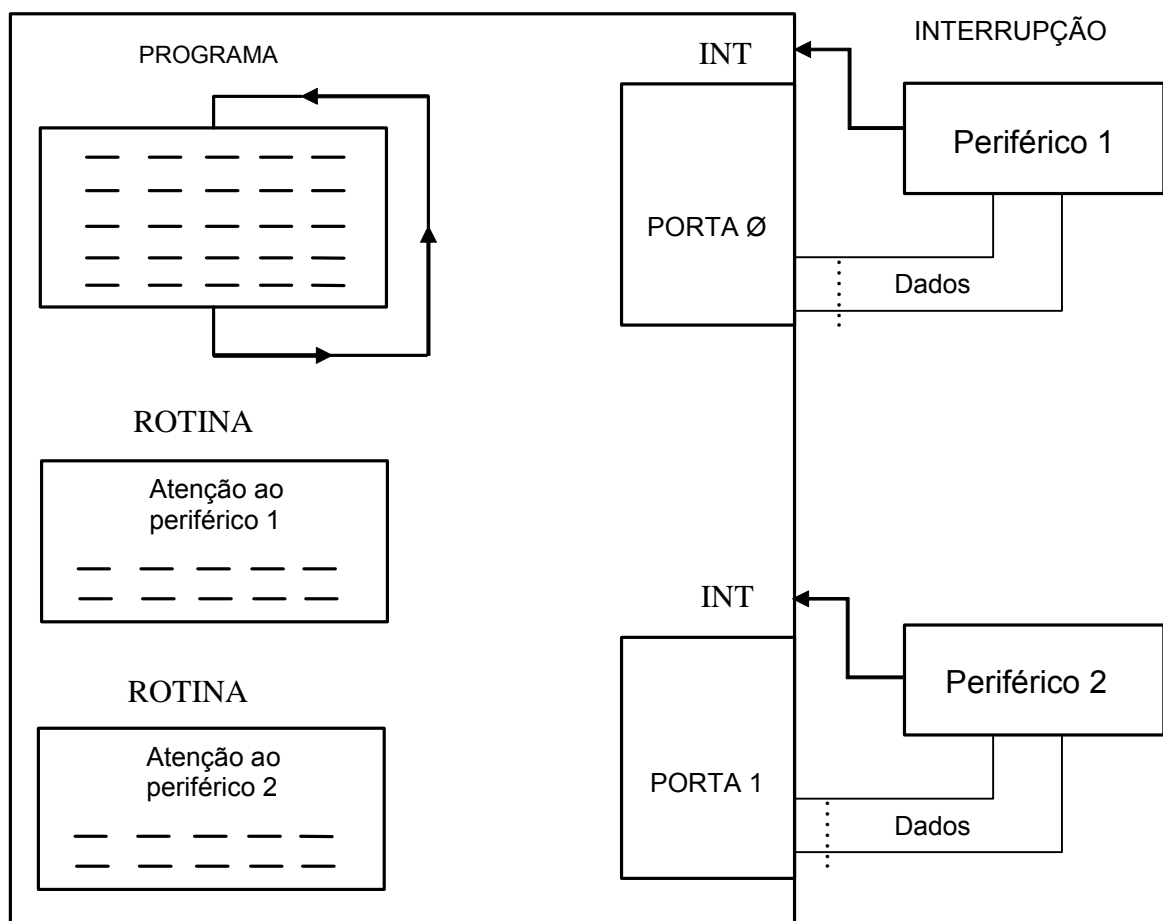 PROGRAMA
INT
INTERRUPÇÃO
Periférico 1
PORTA Ø
Dados
ROTINA
Atenção ao
periférico 1
INT
Periférico 2
ROTINA
Atenção ao
periférico 2
PORTA 1
Dados